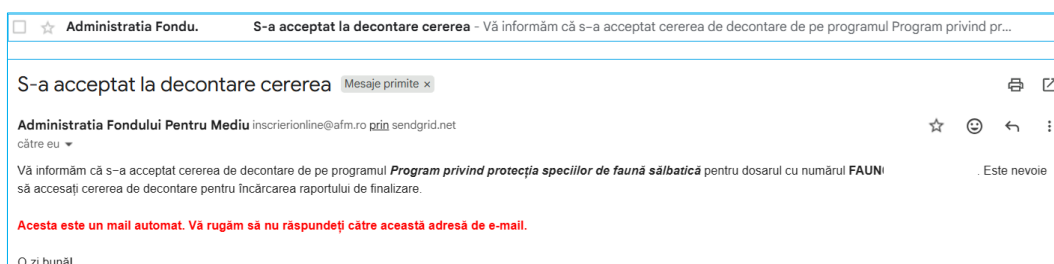 Administratia Fondu. S-a acceptat la decontare cererea - Vă informăm că s-a acceptat cererea de decontare de pe programul Program privind pr...
S-a acceptat la decontare cererea Mesaje primite ×
Administratia Fondului Pentru Mediu inscrierionline@afm.ro prin sendgrid.net
către eu
Vă informăm că s-a acceptat cererea de decontare de pe programul Program privind protecția speciilor de faună sălbatică pentru dosarul cu numărul FAUN . Este nevoie
să accesați cererea de decontare pentru încărcarea raportului de finalizare.
Acesta este un mail automat. Vă rugăm să nu răspundeți către această adresă de e-mail.
O zi bună!